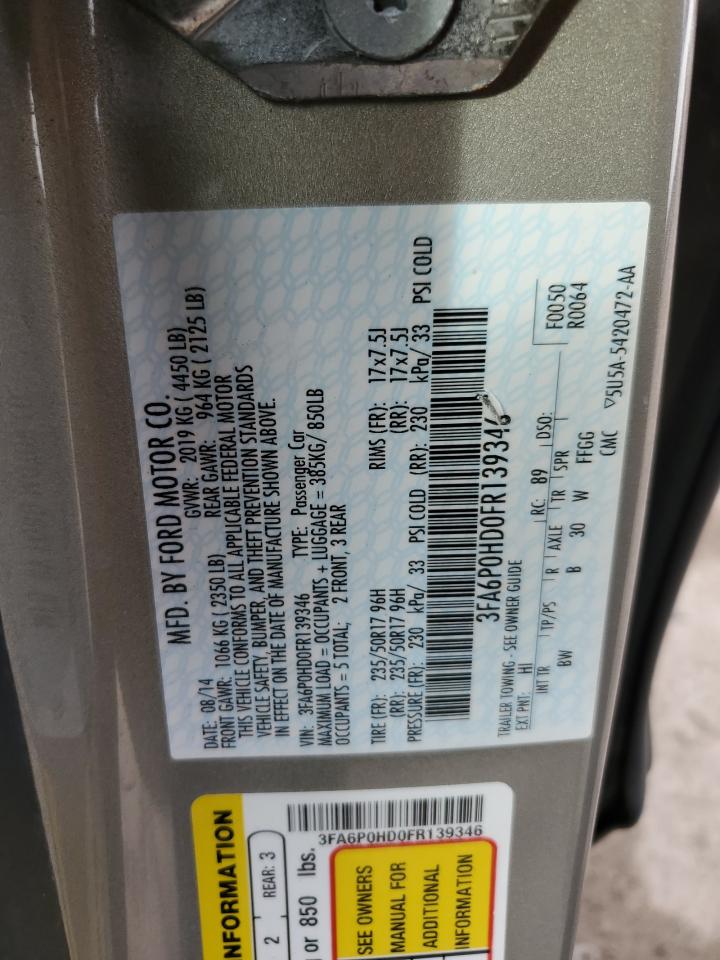 MFD. BY FORD MOTOR CO.
DATE: 08/14 GVWR: 2019 KG ( 4450 LB)
FRONT GAWR: 1066 KG ( 2350 LB) REAR GAWR: 964 KG ( 2125 LB)
THIS VEHICLE CONFORMS TO ALL APPLICABLE FEDERAL MOTOR
VEHICLE SAFETY, BUMPER, AND THEFT PREVENTION STANDARDS
IN EFFECT ON THE DATE OF MANUFACTURE SHOWN ABOVE.
VIN: 3FA6P0HD0FR139346 TYPE: Passenger Car
MAXIMUM LOAD = OCCUPANTS + LUGGAGE = 385KG/ 850LB
OCCUPANTS = 5 TOTAL; 2 FRONT, 3 REAR
TIRE (FR): 235/50R17 96H RIMS (FR): 17x7.5J
(RR): 235/50R17 96H (RR): 17x7.5J
PRESSURE (FR): 230 kPa/ 33 PSI COLD (RR): 230 kPa/ 33 PSI COLD
3FA6P0HD0FR139346
TRAILER TOWING - SEE OWNER GUIDE
EXT PNT: HI RC: 89 DSO: F0050
R0064
INT TR TP/PS R AXLE TR SPR
BW B 30 W FFGG
CMC ▽5U5A-5420472-AA
NFORMATION
2 REAR: 3
or 850 lbs.
3FA6P0HD0FR139346
SEE OWNERS
MANUAL FOR
ADDITIONAL
INFORMATION